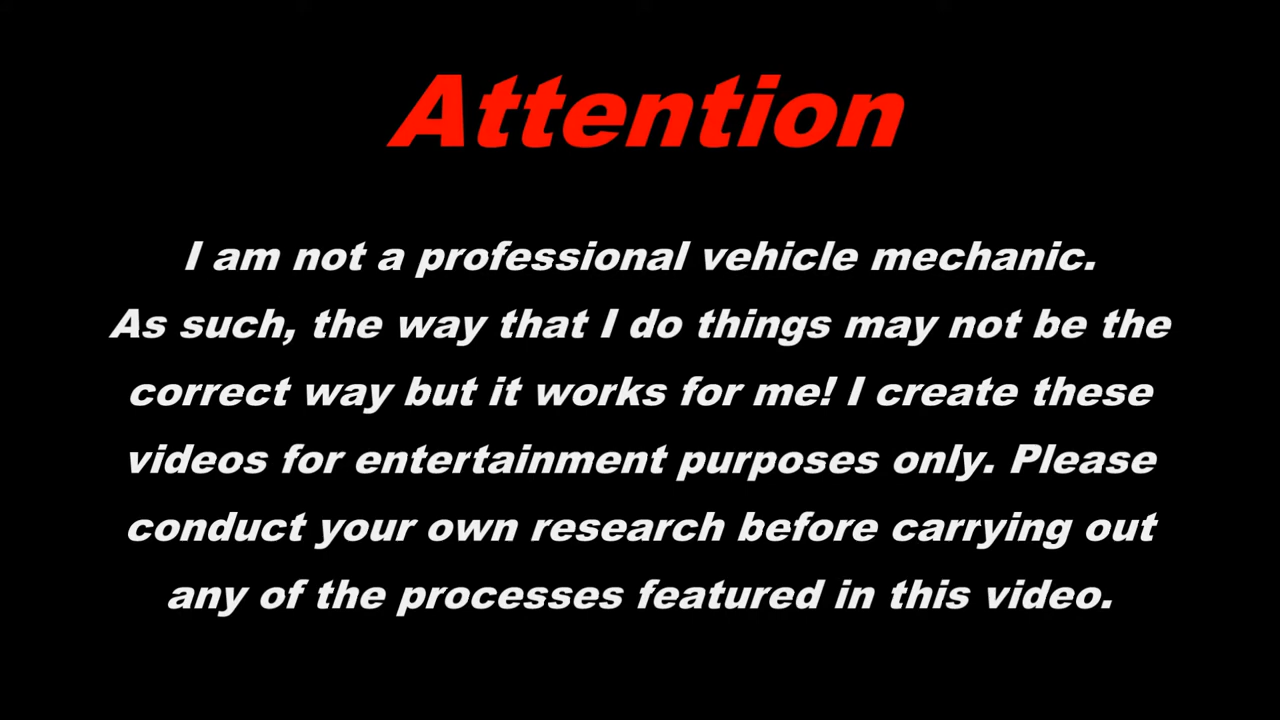 Attention
I am not a professional vehicle mechanic.
As such, the way that I do things may not be the
correct way but it works for me! I create these
videos for entertainment purposes only. Please
conduct your own research before carrying out
any of the processes featured in this video.